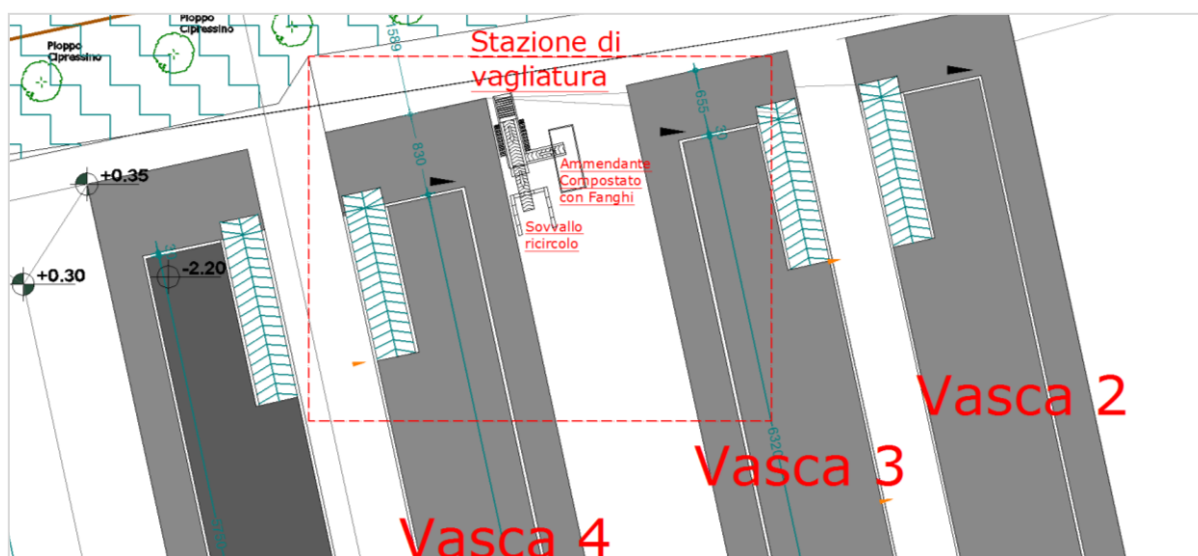 Pioppo
Cipressino
Pioppo
Cipressino
589
Stazione di
vagliatura
655
30
830
Ammendante
Compostato
con Fanghi
+0.35
Sovvallo
ricircolo
-2.20
+0.30
Vasca 2
6320
Vasca 3
Vasca 4